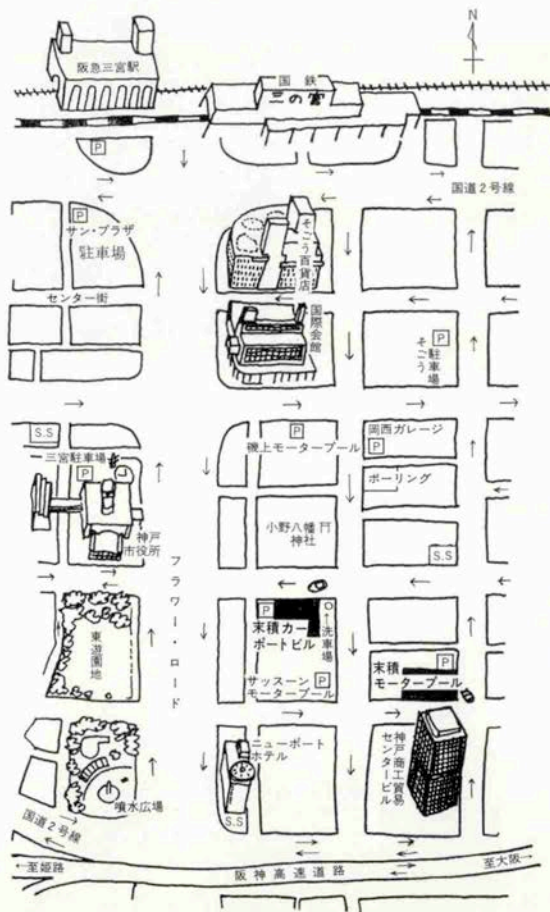 N
阪急三宮駅
国鉄
三の宮
P
国道2号線
P
サン・プラザ
駐車場
そごう百貨店
センター街
国際会館
P
そごう
駐車場
S.S
三宮駐車場
P
P
磯上モータープール
岡西ガレージ
P
ボーリング
神戸
市役所
小野八幡
神社
S.S
フラワー・ロード
東遊園地
P
末積カー
ポートビル
←洗車場
サッスーン
モータープール
P
P
末積
モータープール
ニューポート
ホテル
S.S
神戸商工貿易
センタービル
噴水広場
国道2号線
至姫路
阪神高速道路
至大阪